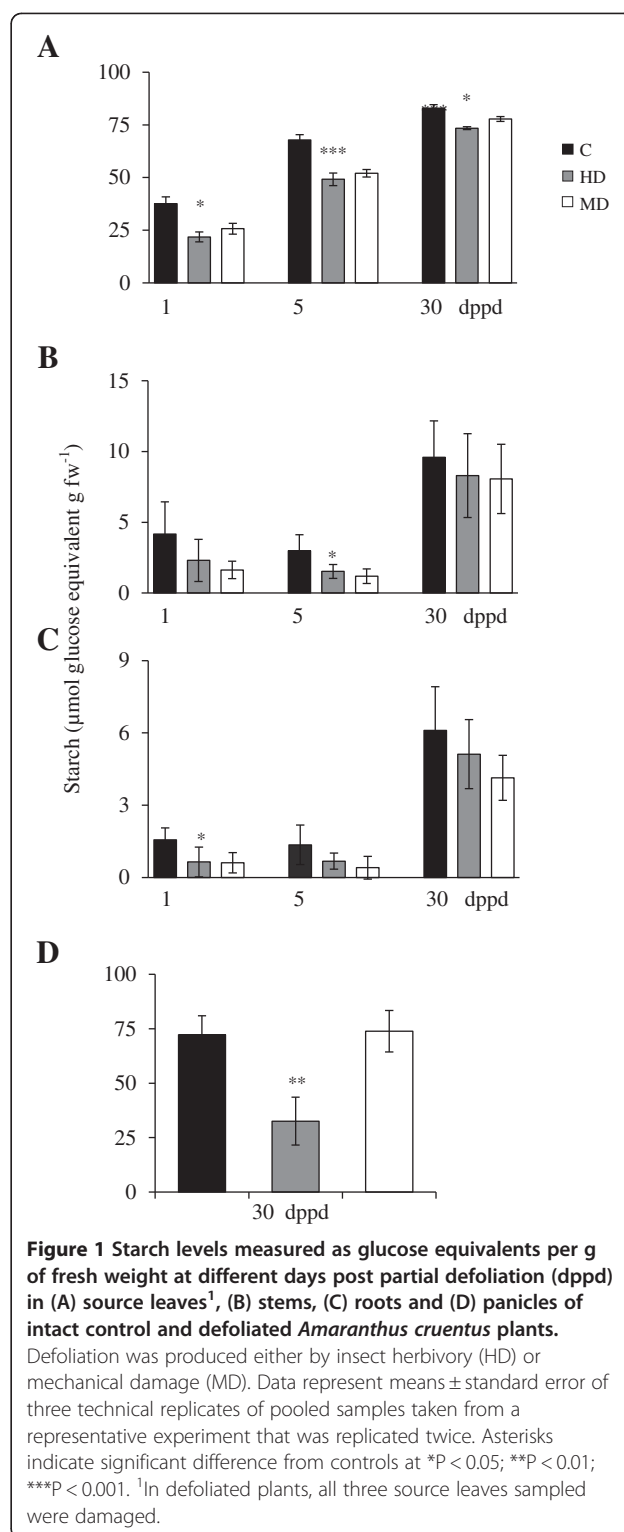 A
100
75
50
25
0
*
***
***
*
C
HD
MD
1
5
30 dppd
B
15
10
5
0
*
1
5
30 dppd
Starch (µmol glucose equivalent g fw-1)
C
9
6
3
0
*
1
5
30 dppd
D
100
75
50
25
0
**
30 dppd
Figure 1 Starch levels measured as glucose equivalents per g
of fresh weight at different days post partial defoliation (dppd)
in (A) source leaves¹, (B) stems, (C) roots and (D) panicles of
intact control and defoliated Amaranthus cruentus plants.
Defoliation was produced either by insect herbivory (HD) or
mechanical damage (MD). Data represent means ± standard error of
three technical replicates of pooled samples taken from a
representative experiment that was replicated twice. Asterisks
indicate significant difference from controls at *P < 0.05; **P < 0.01;
***P < 0.001. ¹In defoliated plants, all three source leaves sampled
were damaged.